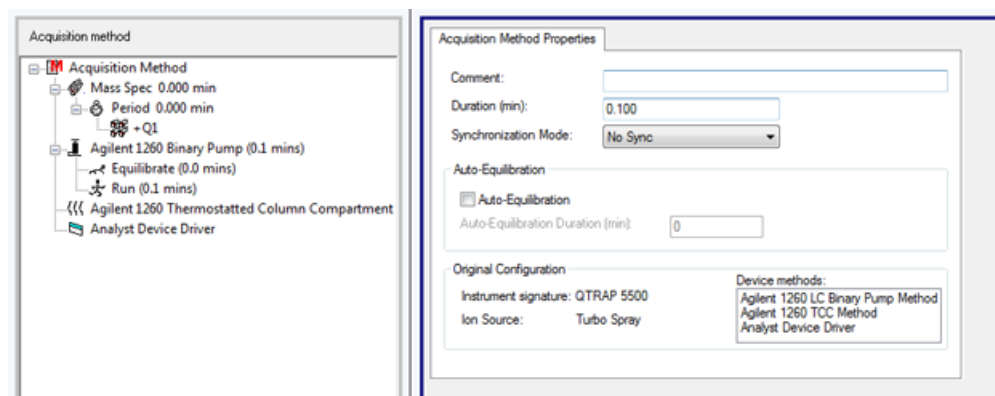 Acquisition method
Acquisition Method
Mass Spec 0.000 min
Period 0.000 min
+Q1
Agilent 1260 Binary Pump (0.1 mins)
Equilibrate (0.0 mins)
Run (0.1 mins)
Agilent 1260 Thermostatted Column Compartment
Analyst Device Driver
Acquisition Method Properties
Comment:
Duration (min): 0.100
Synchronization Mode: No Sync
Auto-Equilibration
Auto-Equilibration
Auto-Equilibration Duration (min): 0
Original Configuration
Instrument signature: QTRAP 5500
Ion Source: Turbo Spray
Device methods:
Agilent 1260 LC Binary Pump Method
Agilent 1260 TCC Method
Analyst Device Driver